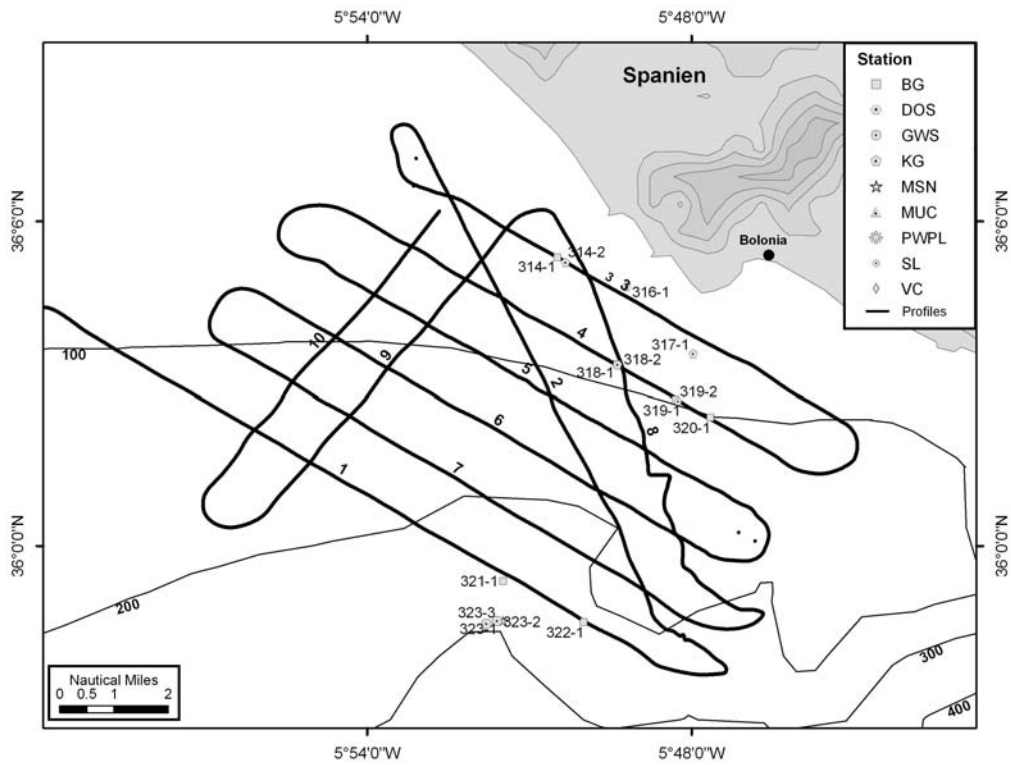 5°54'0"W
5°48'0"W
Spanien
Station
BG
DOS
GWS
KG
MSN
MUC
PWPL
SL
VC
Profiles
36°6'0"N
36°6'0"N
Bolonia
314-2
314-1
3
3
316-1
4
317-1
10
9
100
318-2
318-1
5
2
319-2
319-1
320-1
6
8
1
7
36°0'0"N
36°0'0"N
321-1
200
323-3
323-2
323-1
322-1
300
400
Nautical Miles
0 0.5 1 2
5°54'0"W
5°48'0"W